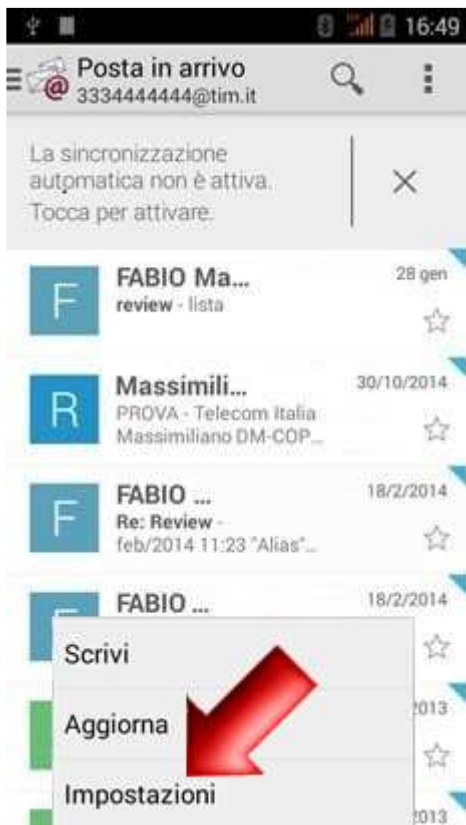 16:49
Posta in arrivo
3334444444@tim.it
La sincronizzazione
automatica non è attiva.
Tocca per attivare.
F
FABIO Ma...
28 gen
review - lista
R
Massimili...
30/10/2014
PROVA - Telecom Italia
Massimiliano DM-COP...
F
FABIO ...
18/2/2014
Re: Review -
feb/2014 11:23 "Alias"...
FABIO ...
18/2/2014
Scrivi
Aggiorna
2013
Impostazioni
2013